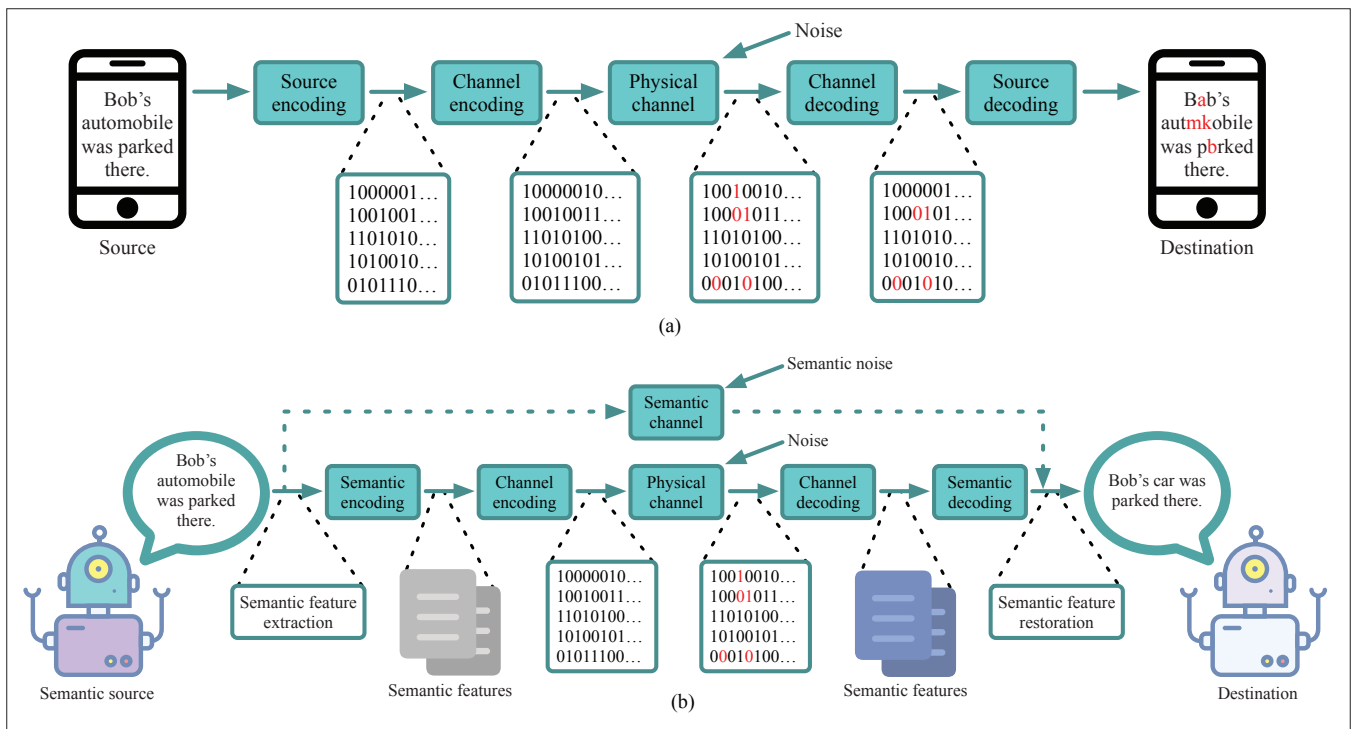 Noise
Bob's
automobile
was parked
there.
Source
Source
encoding
Channel
encoding
Physical
channel
Channel
decoding
Source
decoding
Bab's
autmkobile
was pbrked
there.
Destination
1000001...
1001001...
1101010...
1010010...
0101110...
10000010...
10010011...
11010100...
10100101...
01011100...
10010010...
10001011...
11010100...
10100101...
00010100...
1000001...
1000101...
1101010...
1010010...
0001010...
(a)
Semantic noise
Semantic
channel
Noise
Bob's
automobile
was parked
there.
Semantic
encoding
Channel
encoding
Physical
channel
Channel
decoding
Semantic
decoding
Bob's car was
parked there.
Semantic feature
extraction
10000010...
10010011...
11010100...
10100101...
01011100...
10010010...
10001011...
11010100...
10100101...
00010100...
Semantic feature
restoration
Semantic source
Semantic features
Semantic features
Destination
(b)